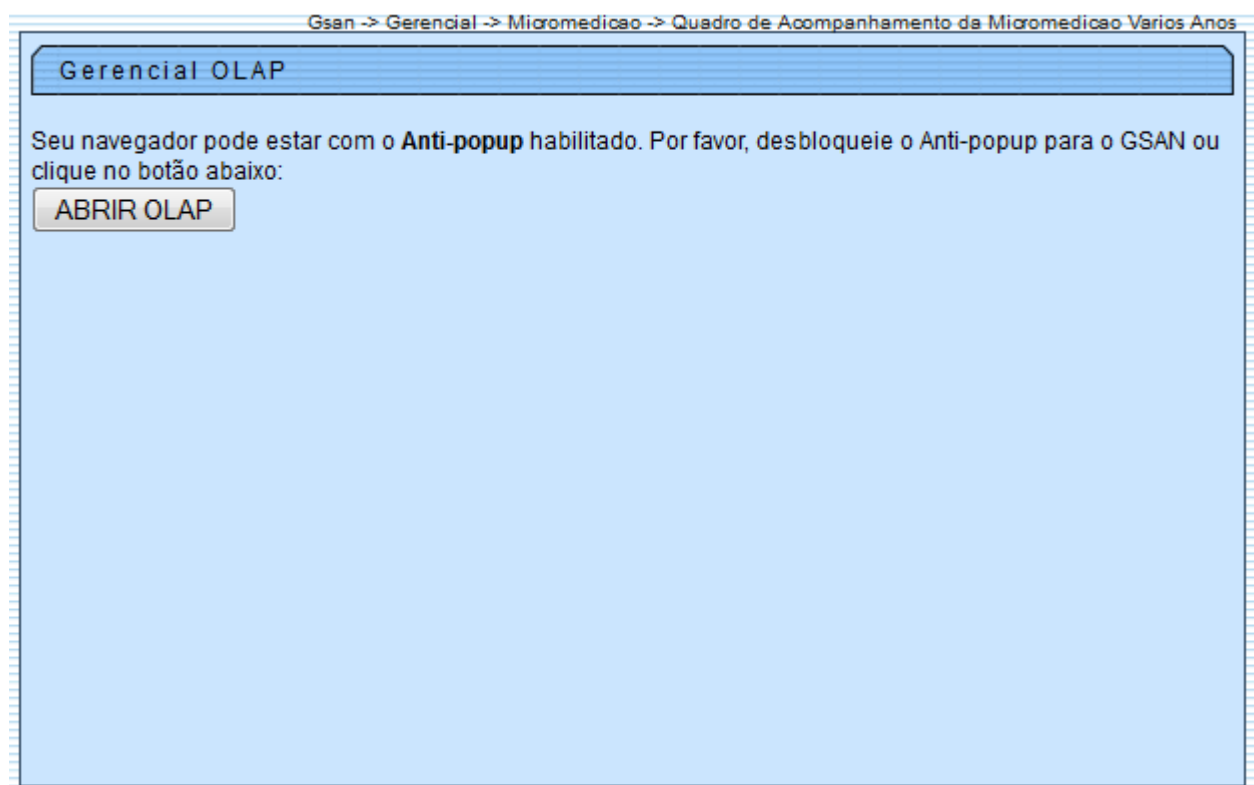 Gsan -> Gerencial -> Micromedicao -> Quadro de Acompanhamento da Micromedicao Varios Anos
Gerencial OLAP
Seu navegador pode estar com o Anti-popup habilitado. Por favor, desbloqueie o Anti-popup para o GSAN ou
clique no botão abaixo:
ABRIR OLAP